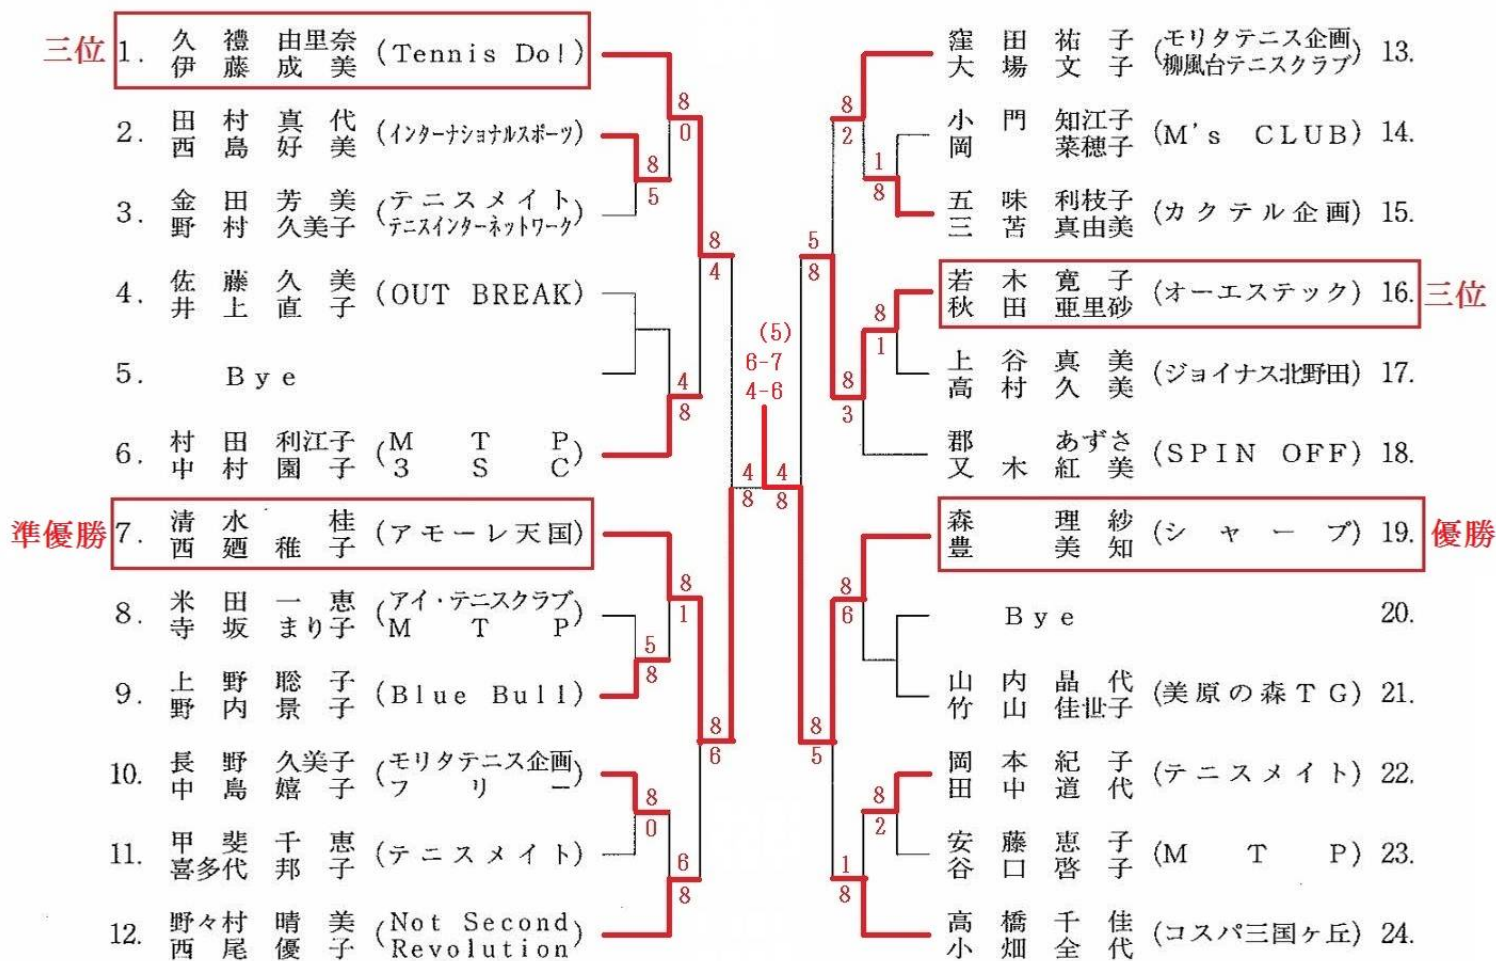 三位 1. 久禮 由里奈 (Tennis Do!)
伊藤成美
2. 田村真代 (インターナショナルスポーツ)
西島好美
3. 金田芳美 (テニスメイト
野村久美子 テニスインターネットワーク)
4. 佐藤久美 (OUT BREAK)
井上直子
5. Bye
6. 村田利江子 (M T P
中村園子 3 S C)
準優勝 7. 清水 桂 (アモーレ天国)
西廼稚子
8. 米田一恵 (アイ・テニスクラブ
寺坂まり子 M T P)
9. 上野聡子 (Blue Bull)
野内景子
10. 長野久美子 (モリタテニス企画
中島嬉子 フリー)
11. 甲斐千恵 (テニスメイト)
喜多代邦子
12. 野々村晴美 (Not Second
西尾優子 Revolution)
8
0
8
5
8
4
4
8
4
8
8
1
5
8
8
6
8
0
6
8
(5)
6-7
4-6
窪田祐子 (モリタテニス企画) 13.
大場文子 柳風台テニスクラブ
小門知江子 (M's CLUB) 14.
岡 菜穂子
五味利枝子 (カクテル企画) 15.
三苫真由美
若木寛子 (オーエステック) 16. 三位
秋田亜里砂
上谷真美 (ジョイナス北野田) 17.
高村久美
郡 あずさ (SPIN OFF) 18.
又木紅美
森 理紗 (シャープ) 19. 優勝
豊 美知
Bye 20.
山内晶代 (美原の森TG) 21.
竹山佳世子
岡本紀子 (テニスメイト) 22.
田中道代
安藤恵子 (M T P) 23.
谷口啓子
高橋千佳 (コスパ三国ヶ丘) 24.
小畑全代
8
2
1
8
5
8
8
1
8
3
4
8
8
6
8
5
8
2
1
8